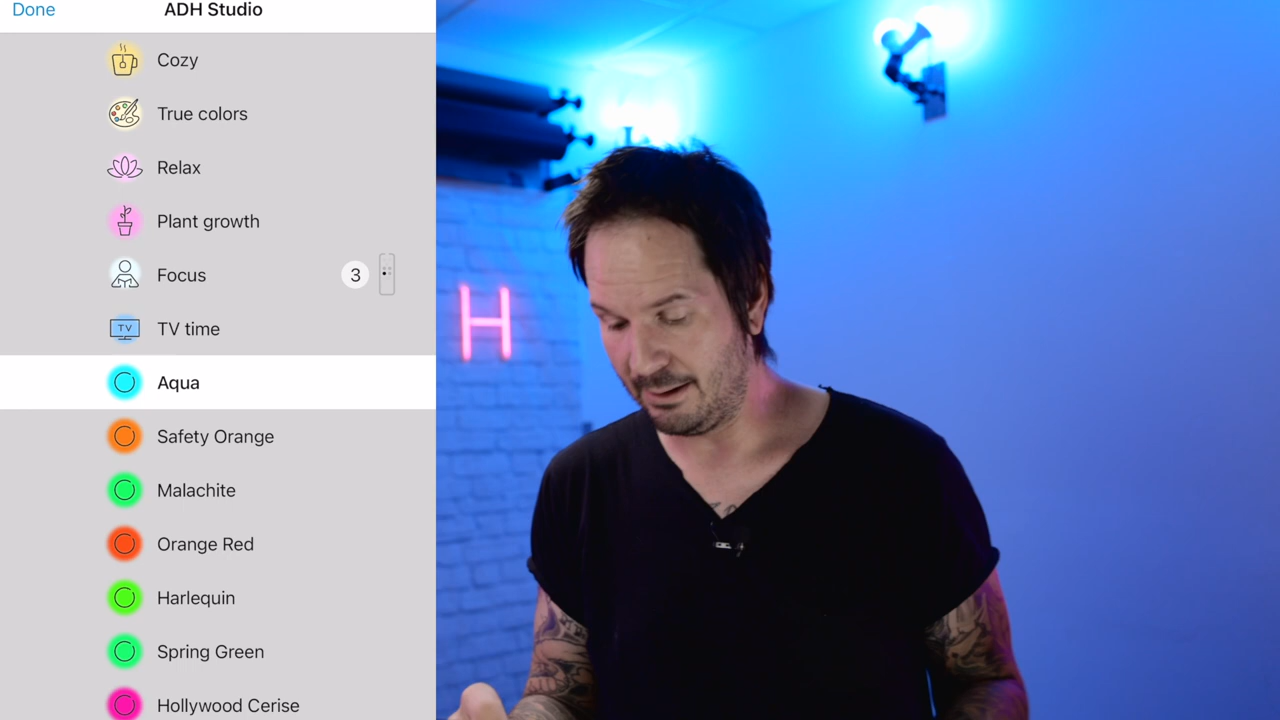 Done
ADH Studio
Cozy
True colors
Relax
Plant growth
Focus
3
TV
TV time
Aqua
Safety Orange
Malachite
Orange Red
Harlequin
Spring Green
Hollywood Cerise
H